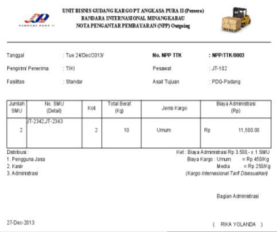 UNIT BISNIS GUDANG KARGO PT ANGKASA PURA II (Persero)
BANDARA INTERNASIONAL MINANGKABAU
NOTA PENGANTAR PEMBAYARAN (NPP) Outgoing
Tanggal : Tue 24/Dec/2013/ No. NPP TTK : NPP/TTK/0003
Pengirim/ Penerima : TIKI Pesawat : JT-102
Fasilitas : Standar Asal/ Tujuan : PDG-Padang
Jumlah SMU No. SMU (Detail) Koli Total Berat (Kg) Jenis Kargo Biaya Administrasi (Rp)
2 JT-2342,JT-2343 2 10 Umum Rp 11,500.00
Distribusi :
1. Pengguna Jasa
2. Kasir
3. Administrasi
Ket : Biaya Administrasi Rp 3.500,- x 1 SMU
Biaya Kargo : Umum = Rp 450/Kg
Media = Rp 250/Kg
(Kargo Internasional Tarif Disesuaikan)
Bagian Administrasi
27-Dec-2013 ( RIKA YOLANDA )